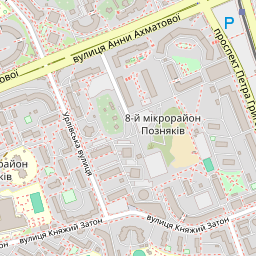 P
вулиця Анни Ахматової
ової
проспект Петра Григ
8-й мікрорайон
Позняків
Урлівська вулиця
район
ків
вулиця Княжий Затон
вулиця Княжий Затон